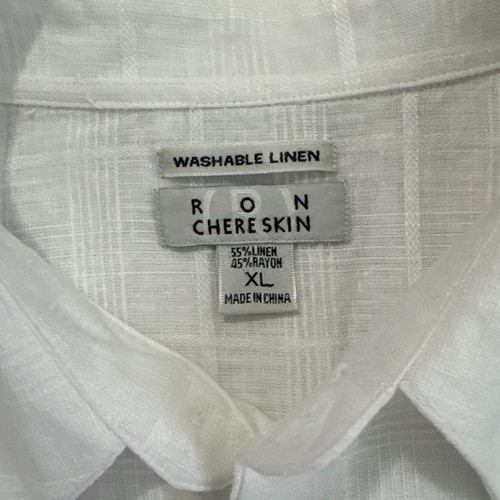 WASHABLE LINEN
R O N
CHERESKIN
55%LINEN
45%RAYON
XL
MADE IN CHINA